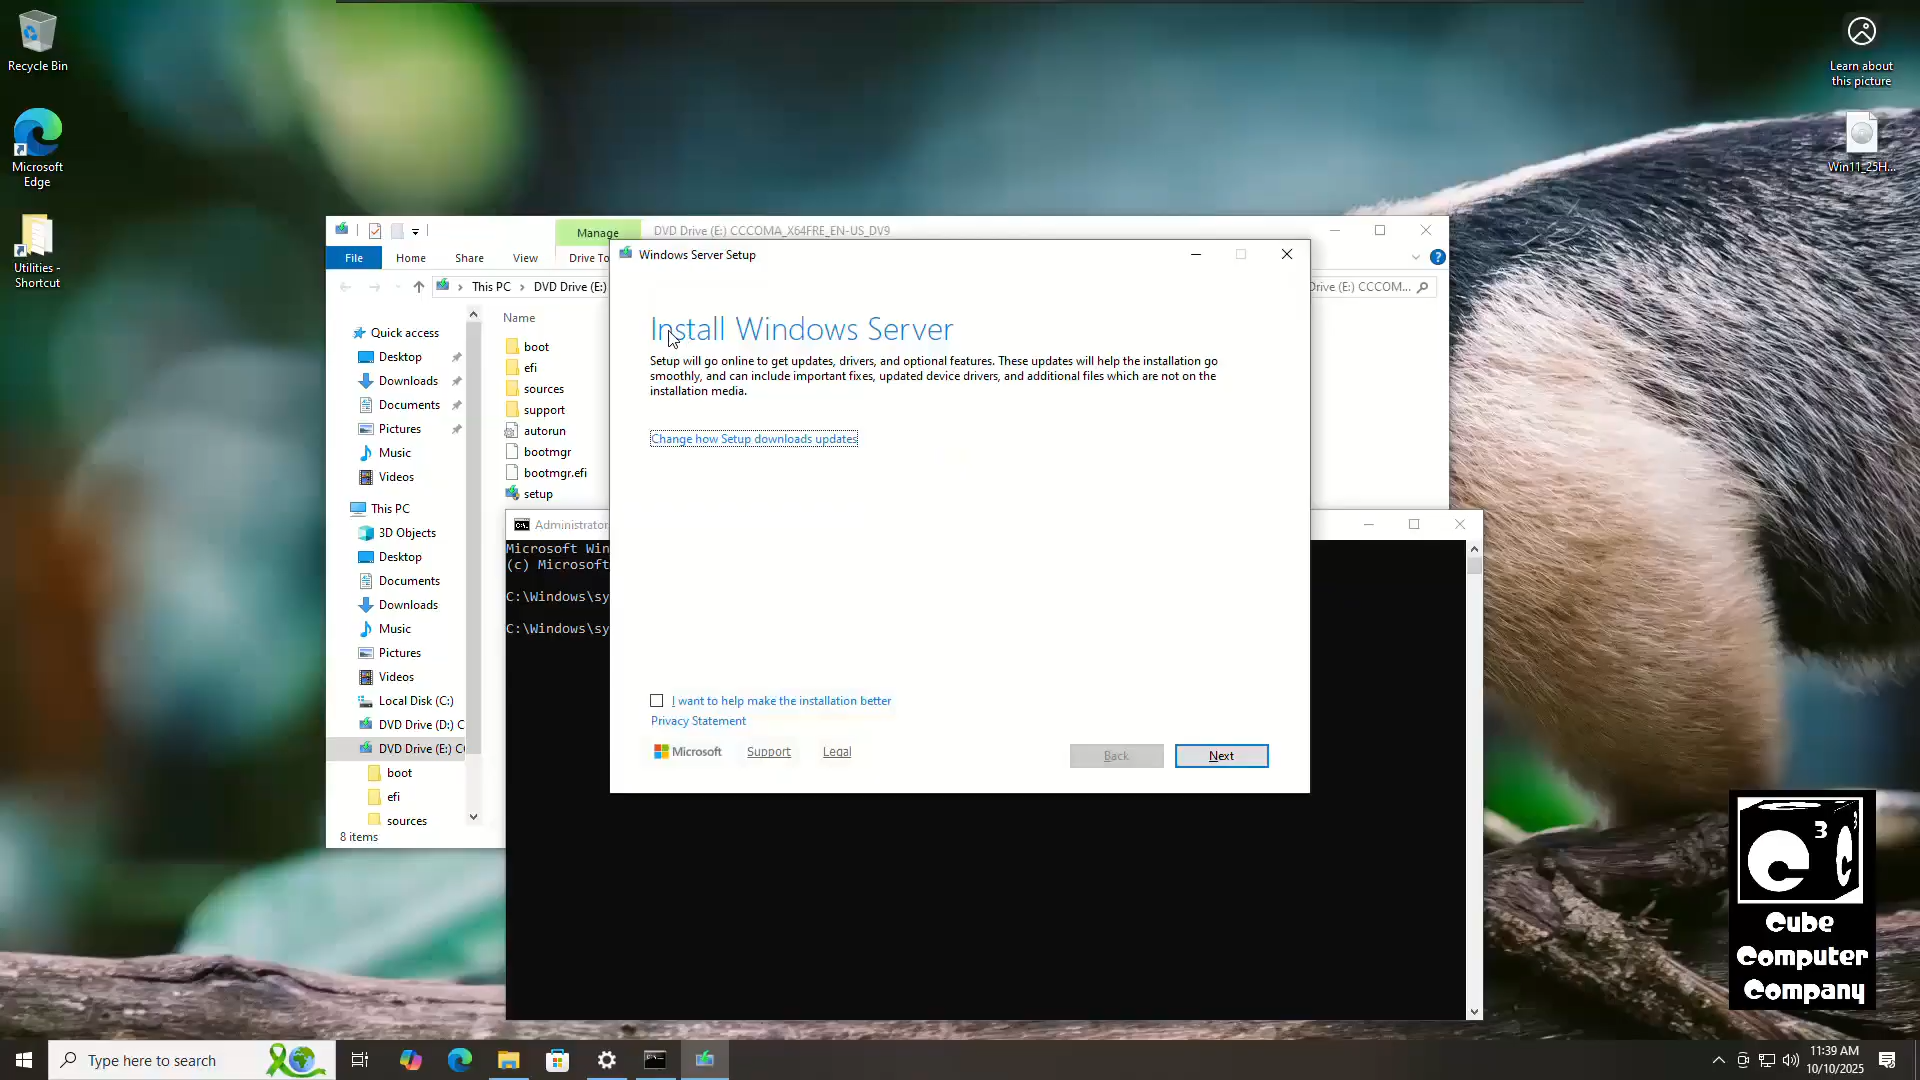 Recycle Bin
Microsoft
Edge
Utilities -
Shortcut
Learn about
this picture
Win11_25H...
Manage
DVD Drive (E:) CCCOMA_X64FRE_EN-US_DV9
File
Home
Share
View
Drive To
This PC
DVD Drive (E:)
Drive (E:) CCCOM...
Quick access
Desktop
Downloads
Documents
Pictures
Music
Videos
This PC
3D Objects
Desktop
Documents
Downloads
Music
Pictures
Videos
Local Disk (C:)
DVD Drive (D:) C
DVD Drive (E:) CC
boot
efi
sources
8 items
Name
boot
efi
sources
support
autorun
bootmgr
bootmgr.efi
setup
Administrator
Microsoft Win
(c) Microsoft
C:\Windows\sy
C:\Windows\sy
Windows Server Setup
Install Windows Server
Setup will go online to get updates, drivers, and optional features. These updates will help the installation go
smoothly, and can include important fixes, updated device drivers, and additional files which are not on the
installation media.
Change how Setup downloads updates
I want to help make the installation better
Privacy Statement
Microsoft
Support
Legal
Back
Next
C3 C3
Cube
Computer
Company
Type here to search
11:39 AM
10/10/2025